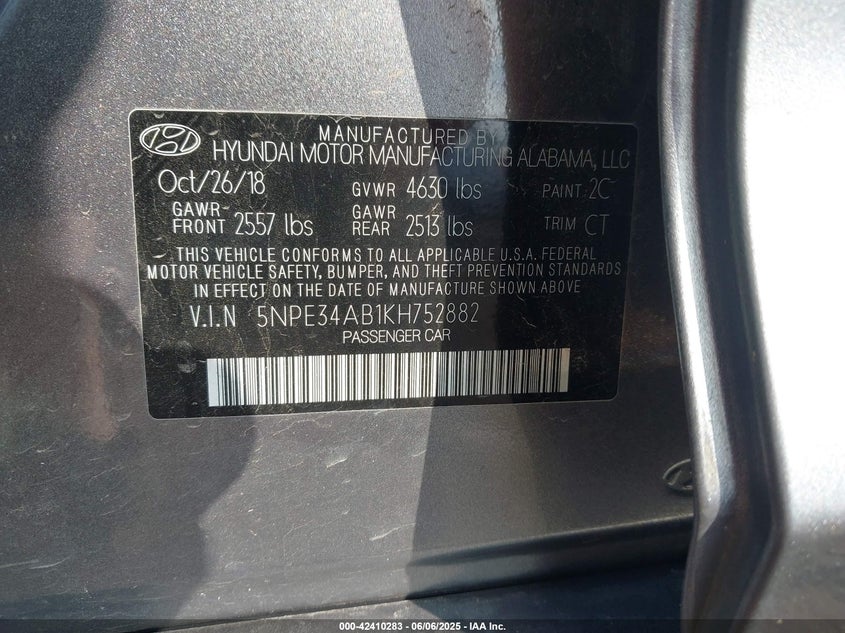 MANUFACTURED BY
HYUNDAI MOTOR MANUFACTURING ALABAMA, LLC
Oct/26/18 GVWR 4630 lbs PAINT 2C
GAWR FRONT 2557 lbs GAWR REAR 2513 lbs TRIM CT
THIS VEHICLE CONFORMS TO ALL APPLICABLE U.S.A. FEDERAL
MOTOR VEHICLE SAFETY, BUMPER, AND THEFT PREVENTION STANDARDS
IN EFFECT ON THE DATE OF MANUFACTURE SHOWN ABOVE
V.I.N 5NPE34AB1KH752882
PASSENGER CAR
000-42410283 - 06/06/2025 - IAA Inc.